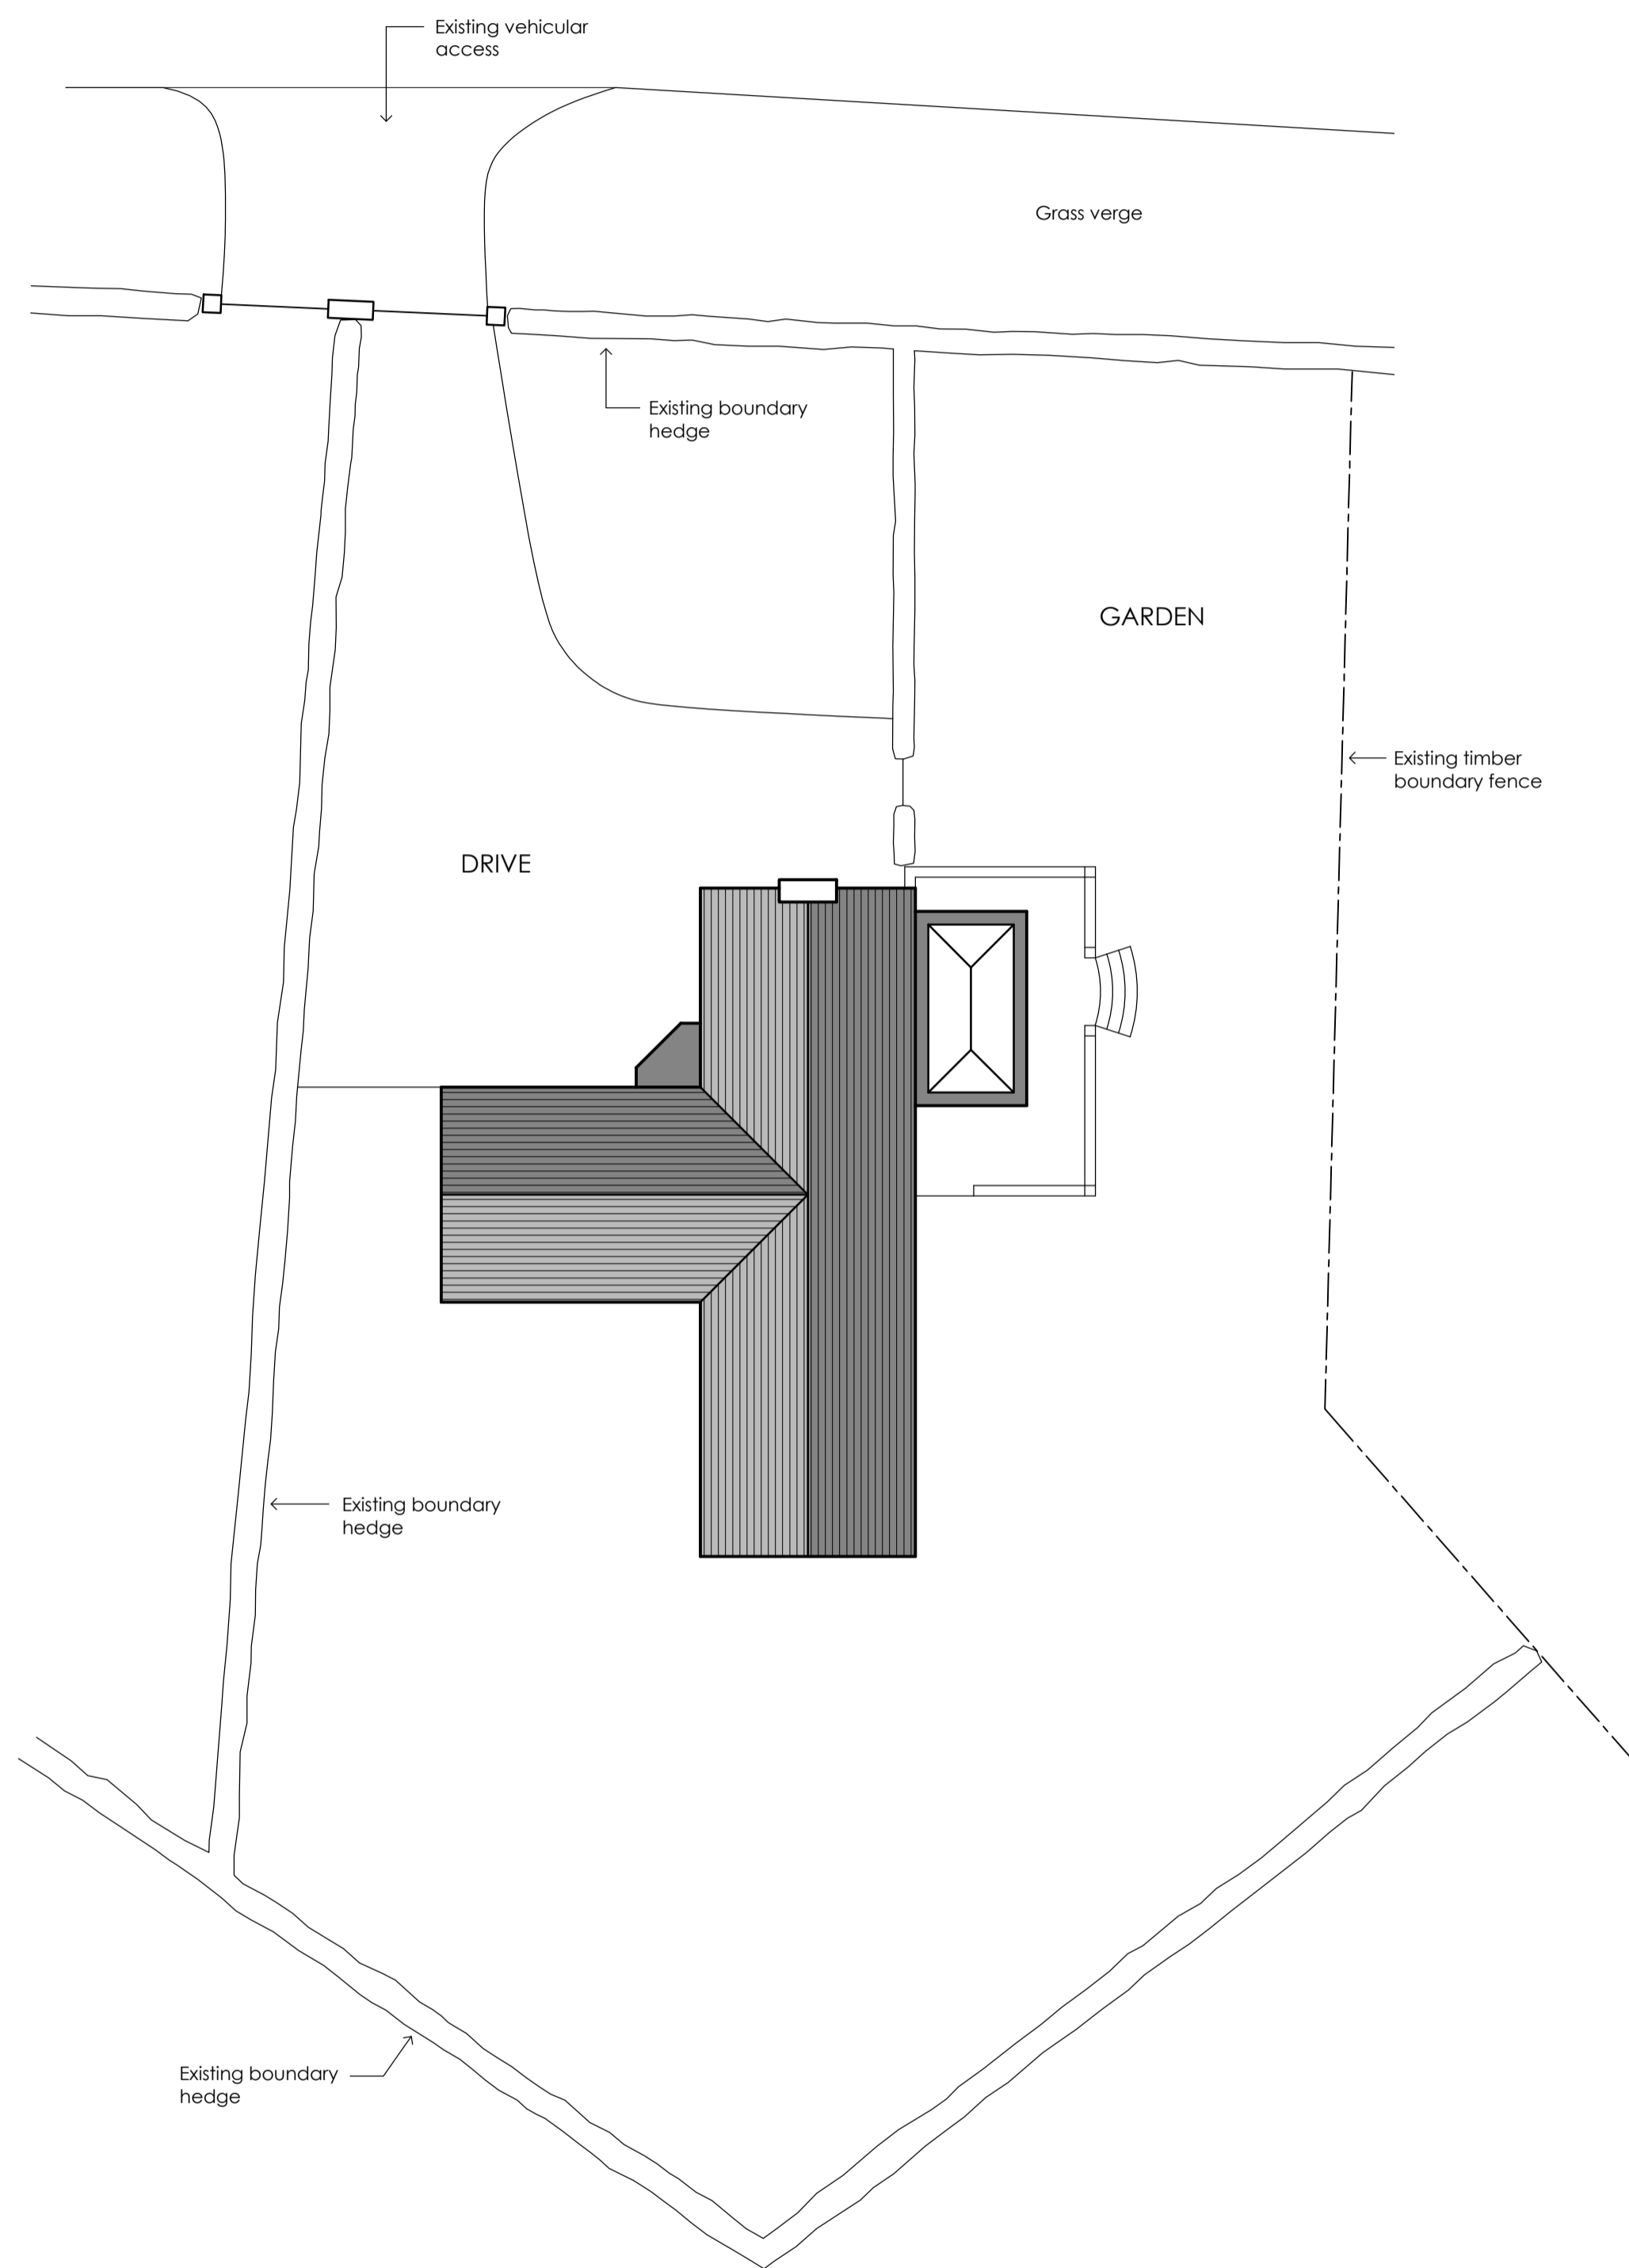 Existing vehicular
access
Grass verge
Existing boundary
hedge
GARDEN
Existing timber
boundary fence
DRIVE
Existing boundary
hedge
Existing boundary
hedge